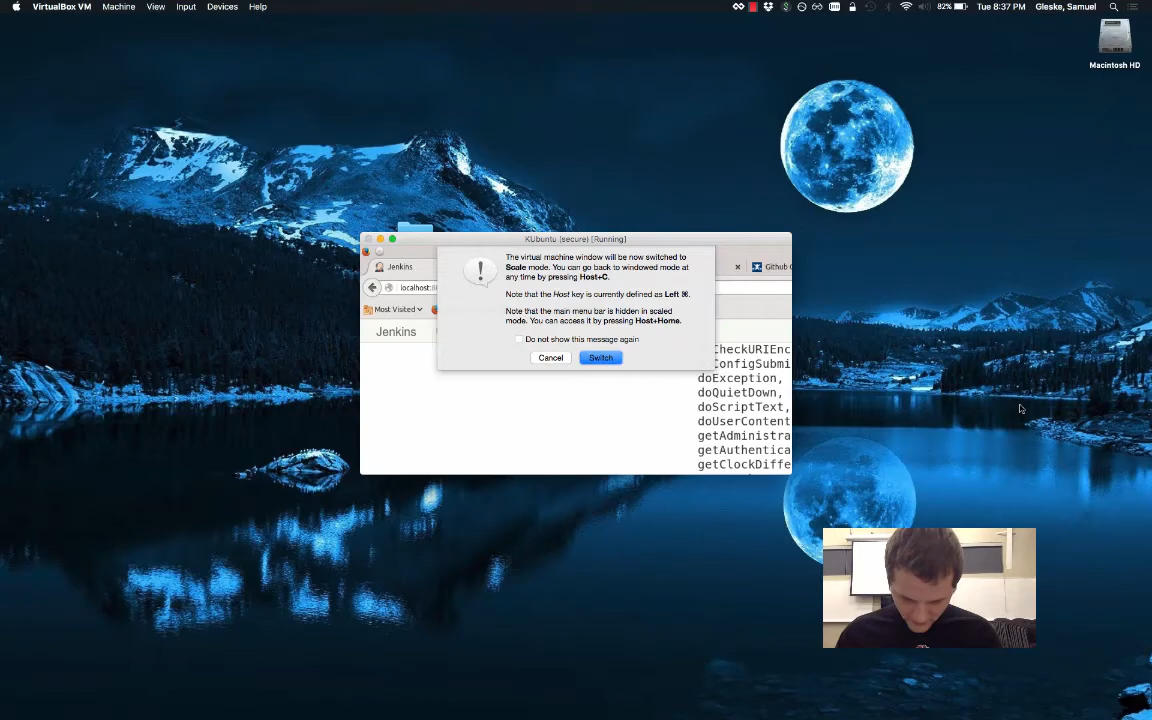 VirtualBox VM Machine View Input Devices Help
82% Tue 8:37 PM Gleske, Samuel
Macintosh HD
KUbuntu (secure) [Running]
The virtual machine window will be now switched to
Scale mode. You can go back to windowed mode at
any time by pressing Host+C.
Note that the Host key is currently defined as Left ⌘.
Note that the main menu bar is hidden in scaled
mode. You can access it by pressing Host+Home.
Do not show this message again
Cancel Switch
Jenkins
Github
localhost:
Most Visited
Jenkins
CheckURIEnc
ConfigSubmi
doException,
doQuietDown,
doScriptText,
doUserContent
getAdministra
getAuthentica
getClockDiffe